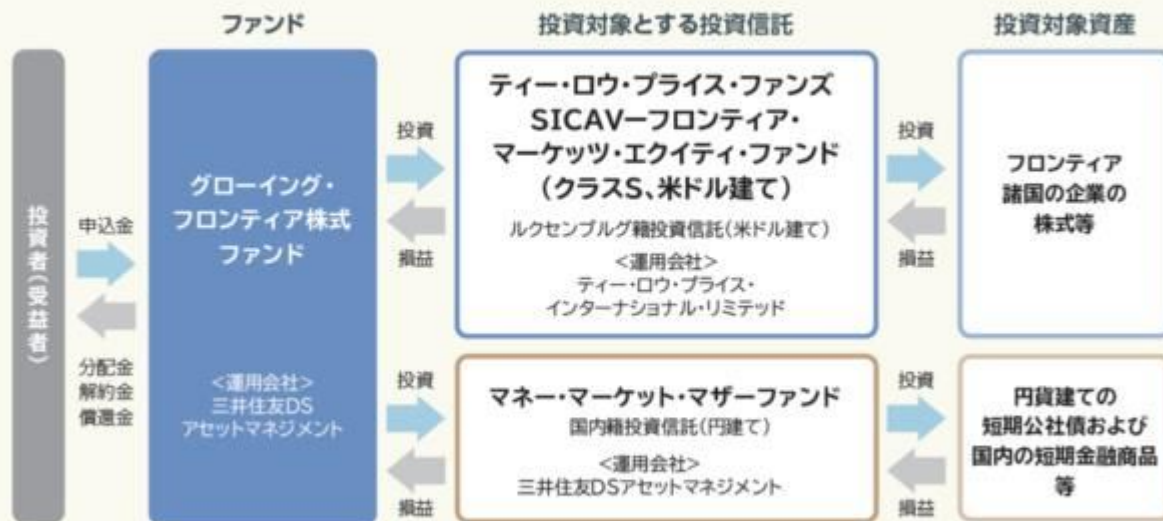 ファンド
投資対象とする投資信託
投資対象資産
投資者(受益者)
申込金
分配金
解約金
償還金
グローイング・
フロンティア株式
ファンド
<運用会社>
三井住友DS
アセットマネジメント
投資
損益
ティー・ロウ・プライス・ファンズ
SICAVーフロンティア・
マーケッツ・エクイティ・ファンド
(クラスS、米ドル建て)
ルクセンブルグ籍投資信託(米ドル建て)
<運用会社>
ティー・ロウ・プライス・
インターナショナル・リミテッド
投資
損益
フロンティア
諸国の企業の
株式等
投資
損益
マネー・マーケット・マザーファンド
国内籍投資信託(円建て)
<運用会社>
三井住友DSアセットマネジメント
投資
損益
円貨建ての
短期公社債および
国内の短期金融商品
等